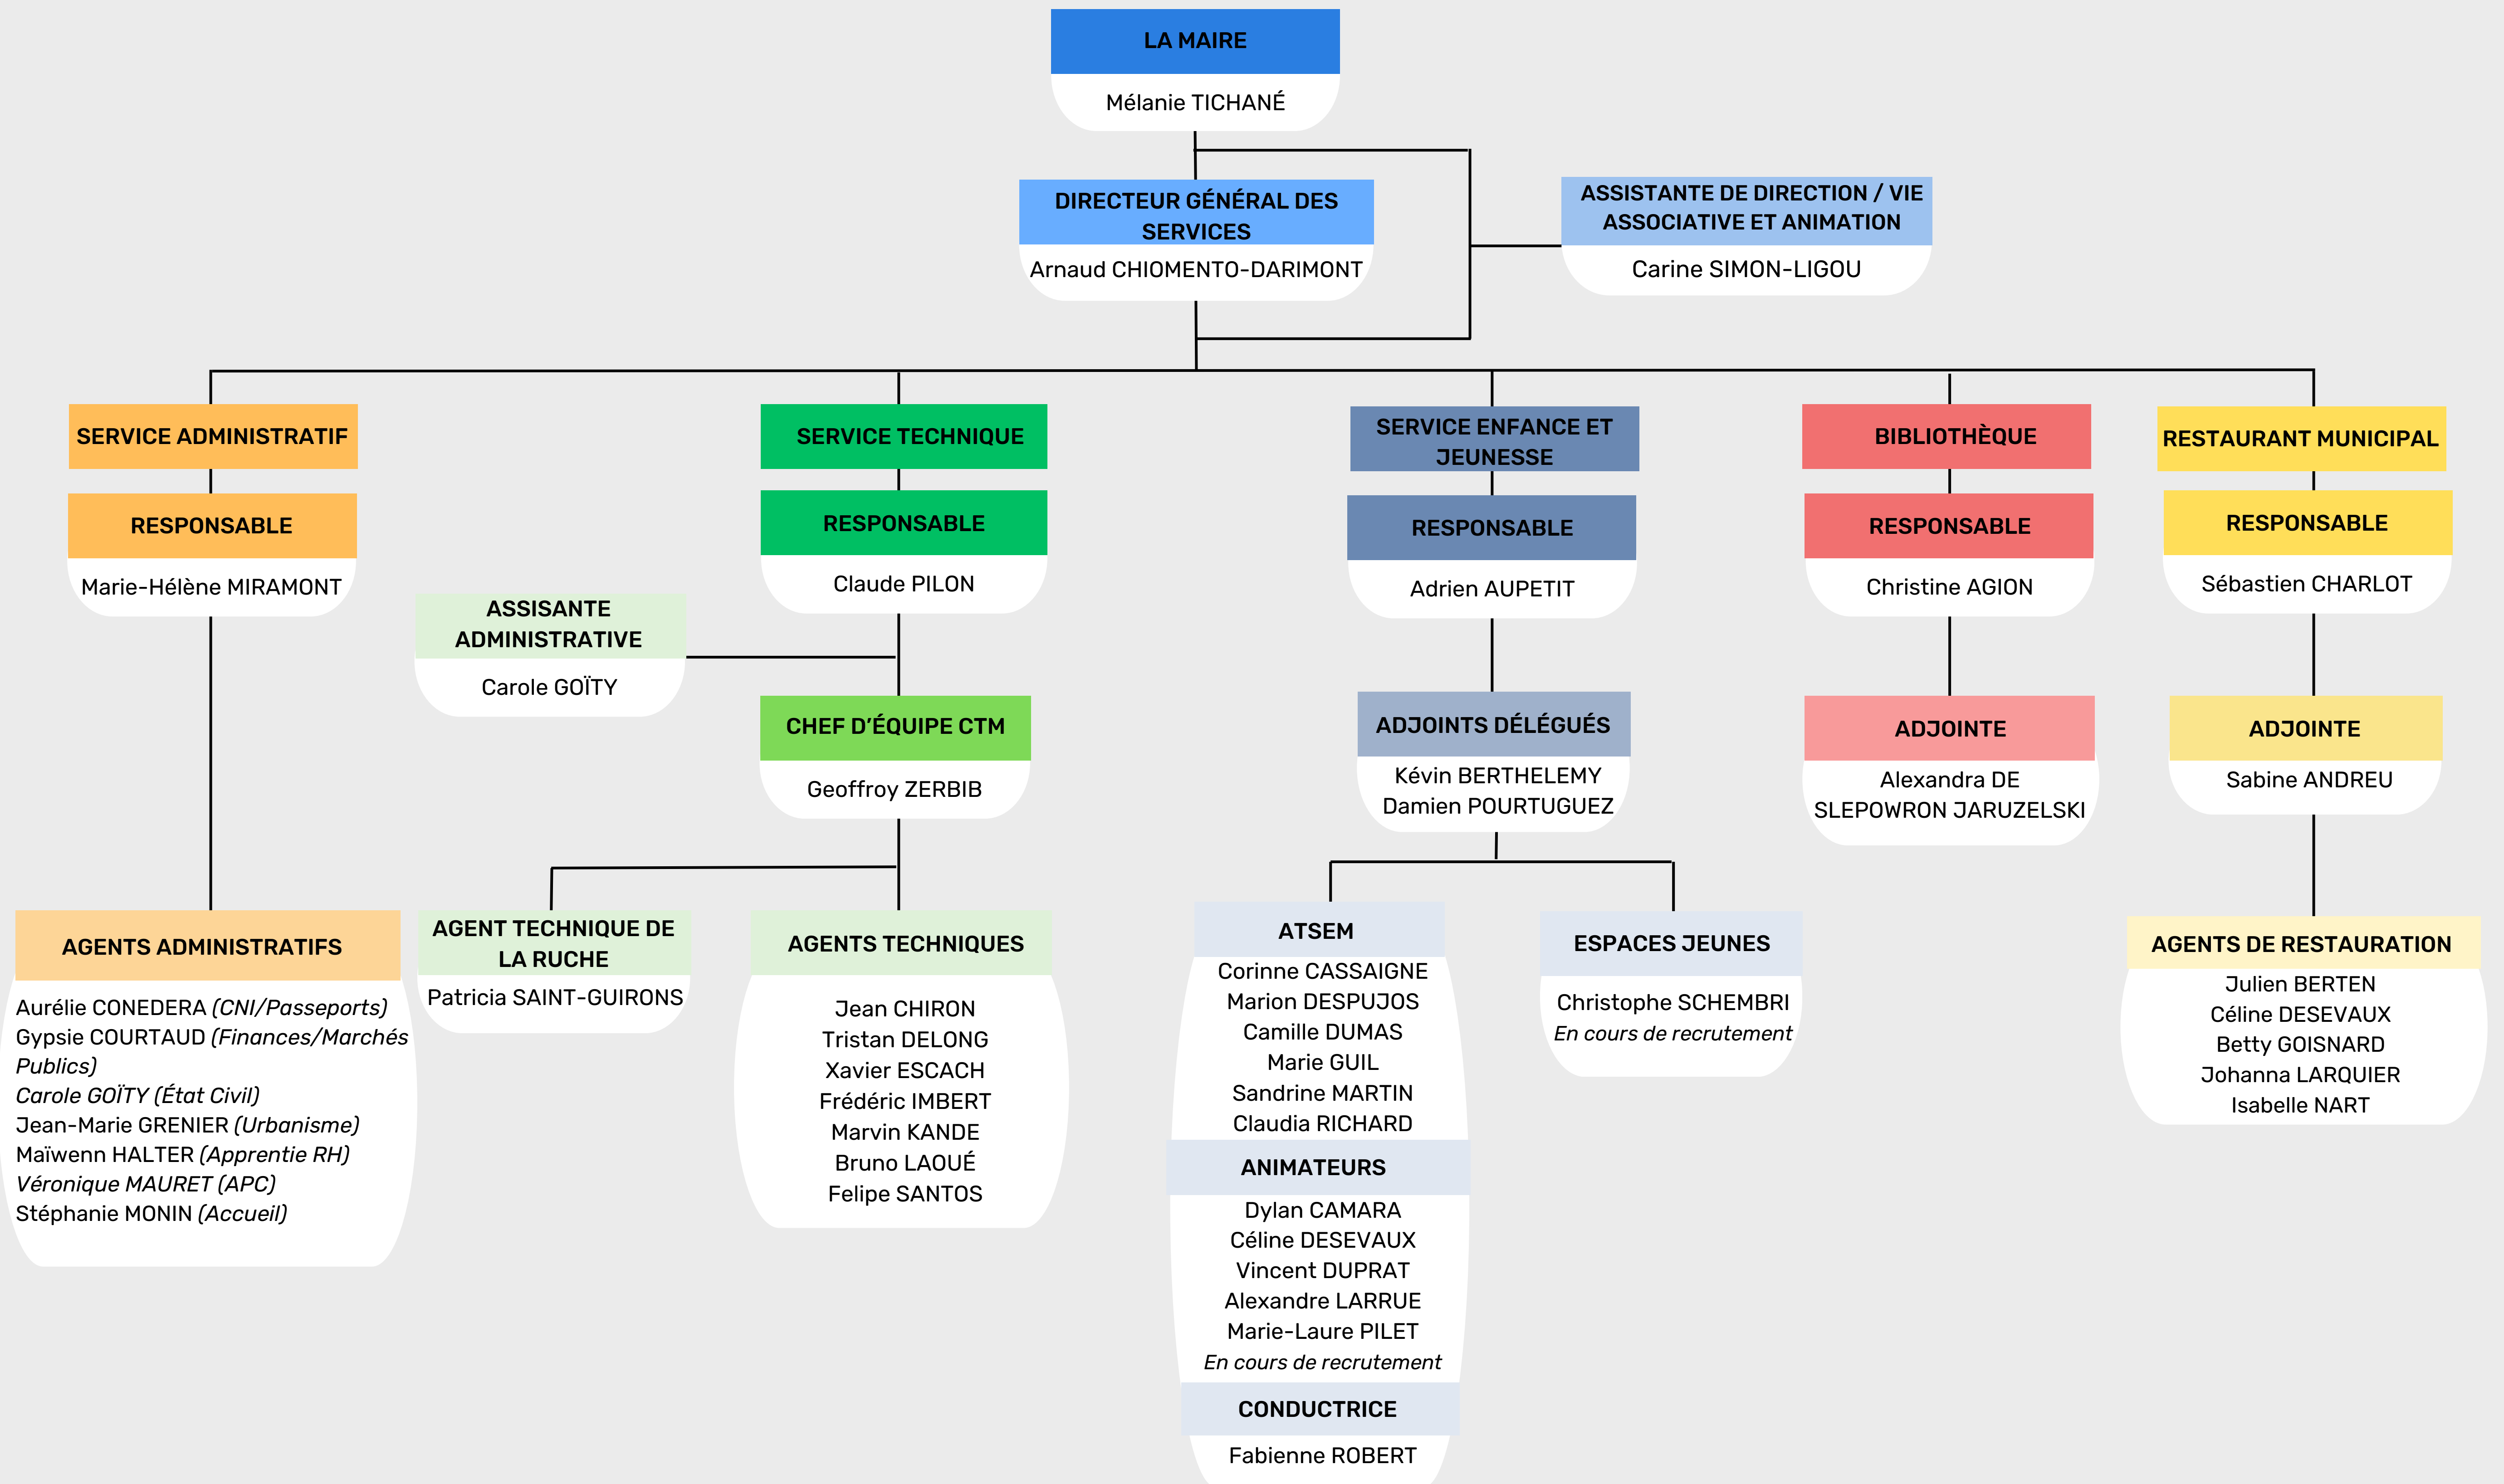 LA MAIRE
Mélanie TICHANÉ
DIRECTEUR GÉNÉRAL DES
SERVICES
Arnaud CHIOMENTO-DARIMONT
ASSISTANTE DE DIRECTION / VIE
ASSOCIATIVE ET ANIMATION
Carine SIMON-LIGOU
SERVICE ADMINISTRATIF
RESPONSABLE
Marie-Hélène MIRAMONT
AGENTS ADMINISTRATIFS
Aurélie CONEDERA (CNI/Passeports)
Gypsie COURTAUD (Finances/Marchés
Publics)
Carole GOÏTY (État Civil)
Jean-Marie GRENIER (Urbanisme)
Maïwenn HALTER (Apprentie RH)
Véronique MAURET (APC)
Stéphanie MONIN (Accueil)
SERVICE TECHNIQUE
RESPONSABLE
Claude PILON
ASSISANTE
ADMINISTRATIVE
Carole GOÏTY
CHEF D’ÉQUIPE CTM
Geoffroy ZERBIB
AGENT TECHNIQUE DE
LA RUCHE
Patricia SAINT-GUIRONS
AGENTS TECHNIQUES
Jean CHIRON
Tristan DELONG
Xavier ESCACH
Frédéric IMBERT
Marvin KANDE
Bruno LAOUÉ
Felipe SANTOS
SERVICE ENFANCE ET
JEUNESSE
RESPONSABLE
Adrien AUPETIT
ADJOINTS DÉLÉGUÉS
Kévin BERTHELEMY
Damien POURTUGUEZ
ATSEM
Corinne CASSAIGNE
Marion DESPUJOS
Camille DUMAS
Marie GUIL
Sandrine MARTIN
Claudia RICHARD
ANIMATEURS
Dylan CAMARA
Céline DESEVAUX
Vincent DUPRAT
Alexandre LARRUE
Marie-Laure PILET
En cours de recrutement
CONDUCTRICE
Fabienne ROBERT
ESPACES JEUNES
Christophe SCHEMBRI
En cours de recrutement
BIBLIOTHÈQUE
RESPONSABLE
Christine AGION
ADJOINTE
Alexandra DE
SLEPOWRON JARUZELSKI
RESTAURANT MUNICIPAL
RESPONSABLE
Sébastien CHARLOT
ADJOINTE
Sabine ANDREU
AGENTS DE RESTAURATION
Julien BERTEN
Céline DESEVAUX
Betty GOISNARD
Johanna LARQUIER
Isabelle NART